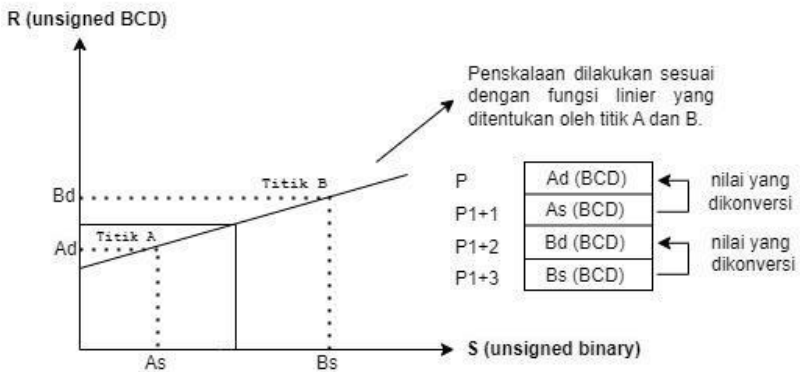 R (unsigned BCD)
Penskalaan dilakukan sesuai
dengan fungsi linier yang
ditentukan oleh titik A dan B.
Titik B
Bd
Titik A
Ad
As
Bs
S (unsigned binary)
P
Ad (BCD)
P1+1
As (BCD)
P1+2
Bd (BCD)
P1+3
Bs (BCD)
nilai yang
dikonversi
nilai yang
dikonversi